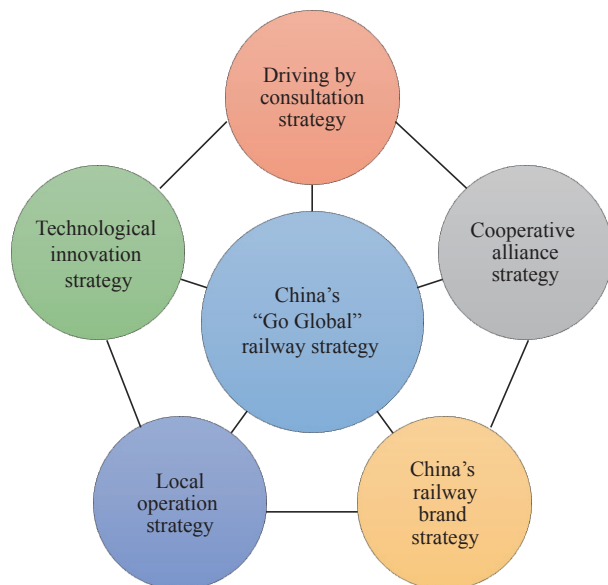 Driving by
consultation
strategy
Technological
innovation
strategy
Cooperative
alliance
strategy
China’s
“Go Global”
railway strategy
Local
operation
strategy
China’s
railway
brand
strategy